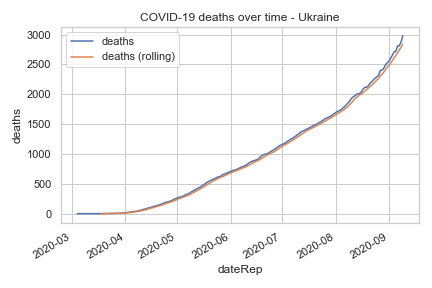 COVID-19 deaths over time - Ukraine
deaths
deaths (rolling)
3000
2500
2000
1500
1000
500
0
deaths
2020-03
2020-04
2020-05
2020-06
2020-07
2020-08
2020-09
dateRep